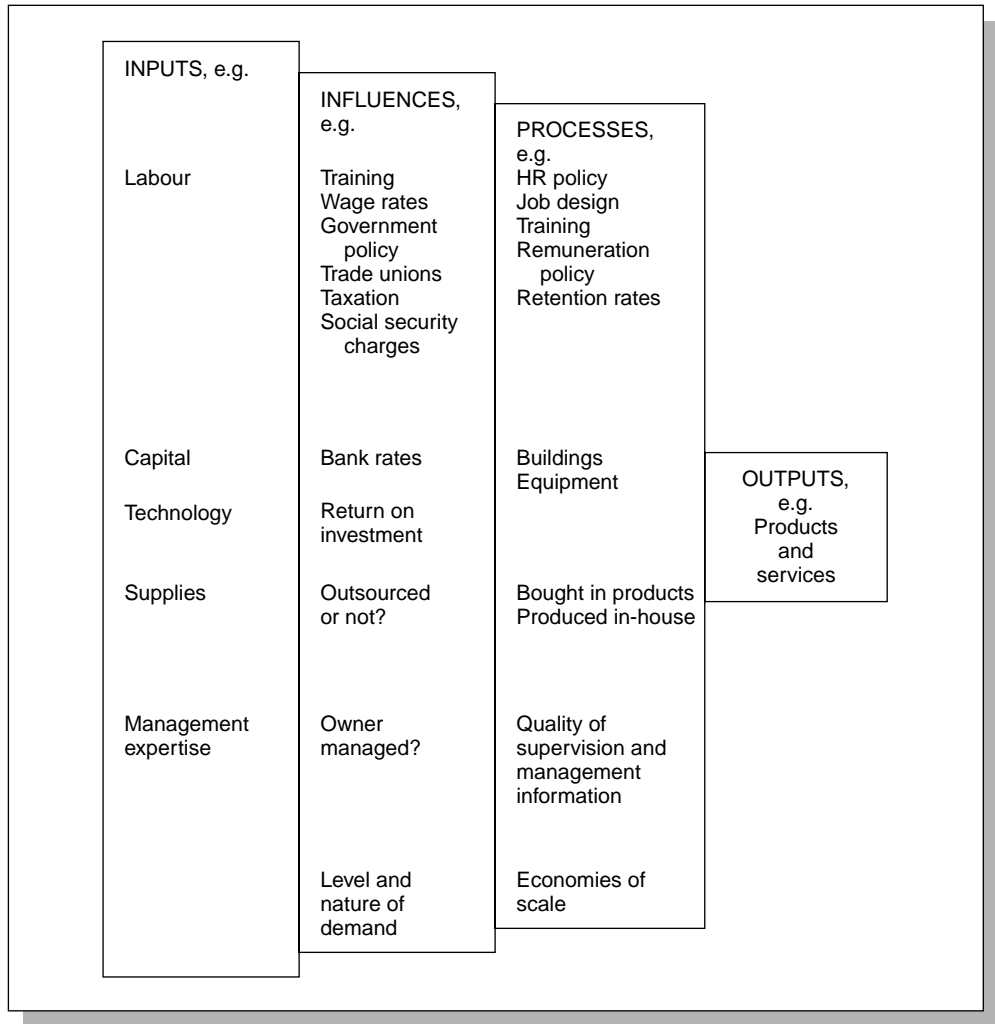 INPUTS, e.g.
Labour
Capital
Technology
Supplies
Management
expertise
INFLUENCES,
e.g.
Training
Wage rates
Government
policy
Trade unions
Taxation
Social security
charges
Bank rates
Return on
investment
Outsourced
or not?
Owner
managed?
Level and
nature of
demand
PROCESSES,
e.g.
HR policy
Job design
Training
Remuneration
policy
Retention rates
Buildings
Equipment
Bought in products
Produced in-house
Quality of
supervision and
management
information
Economies of
scale
OUTPUTS,
e.g.
Products
and
services